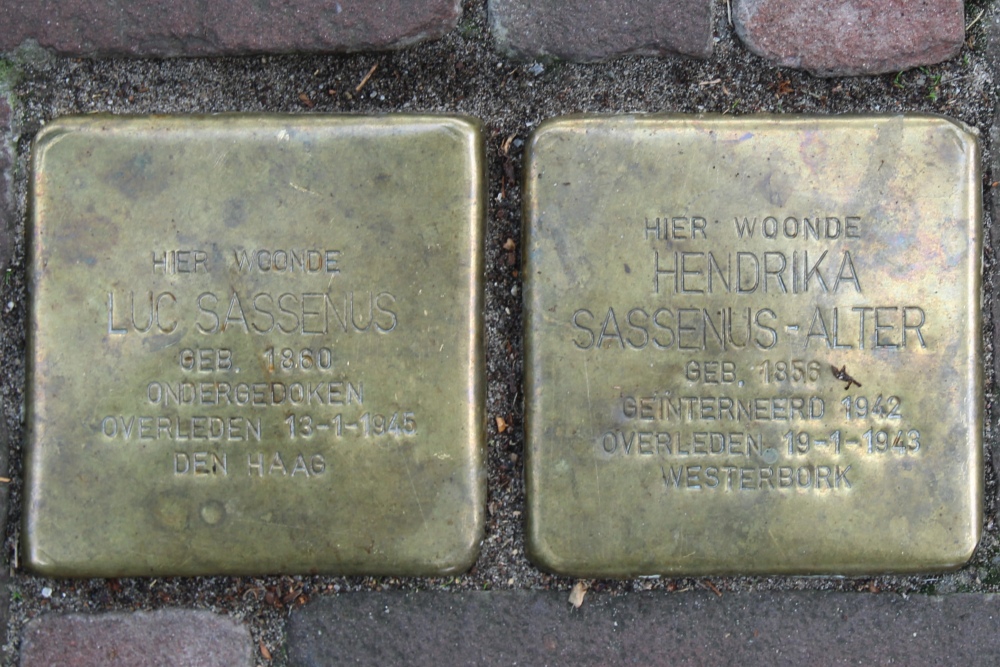 HIER WOONDE
LUC SASSENUS
GEB. 1860
ONDERGEDOKEN
OVERLEDEN 13-1-1945
DEN HAAG
HIER WOONDE
HENDRIKA
SASSENUS-ALTER
GEB. 1856
GEÏNTERNEERD 1942
OVERLEDEN 19-1-1943
WESTERBORK